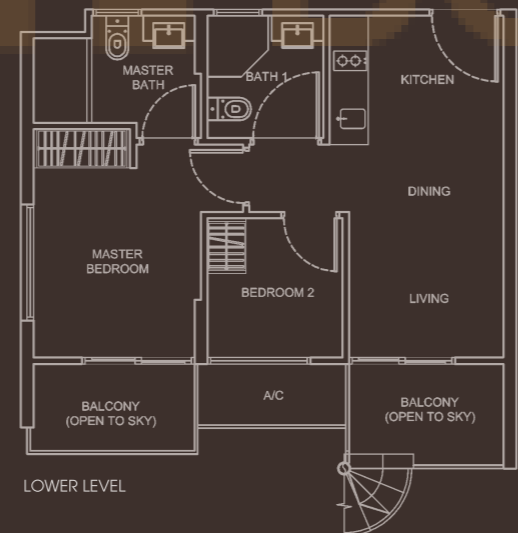 MASTER
BATH
BATH 1
KITCHEN
DINING
MASTER
BEDROOM
BEDROOM 2
LIVING
BALCONY
(OPEN TO SKY)
A/C
BALCONY
(OPEN TO SKY)
LOWER LEVEL